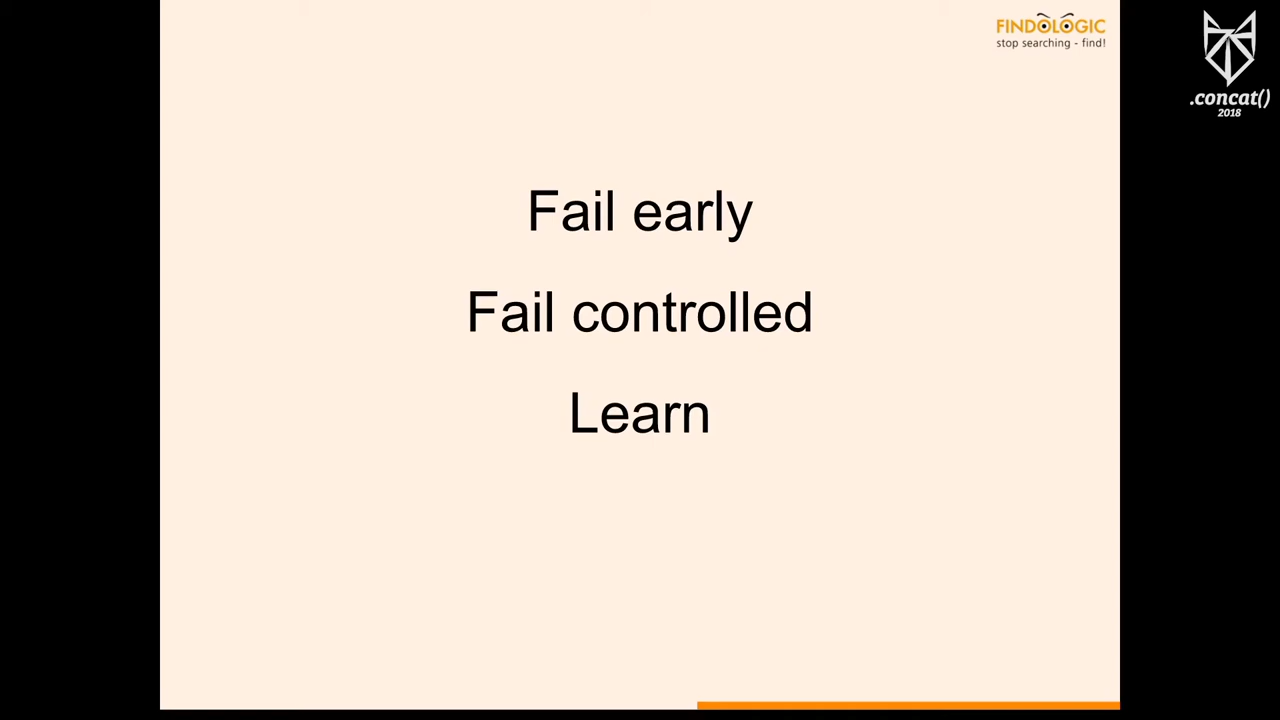 FINDOLOGIC
stop searching - find!
.concat()
2018
Fail early
Fail controlled
Learn